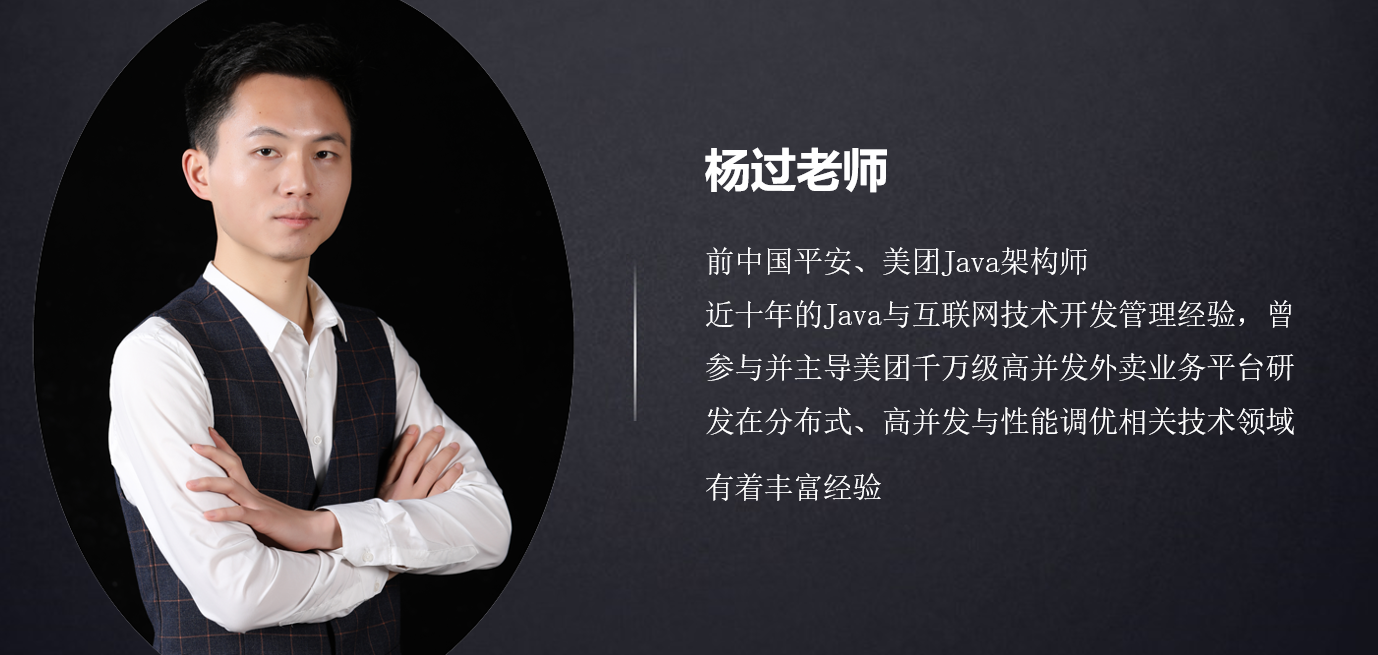 杨过老师
前中国平安、美团Java架构师
近十年的Java与互联网技术开发管理经验，曾
参与并主导美团千万级高并发外卖业务平台研
发在分布式、高并发与性能调优相关技术领域
有着丰富经验